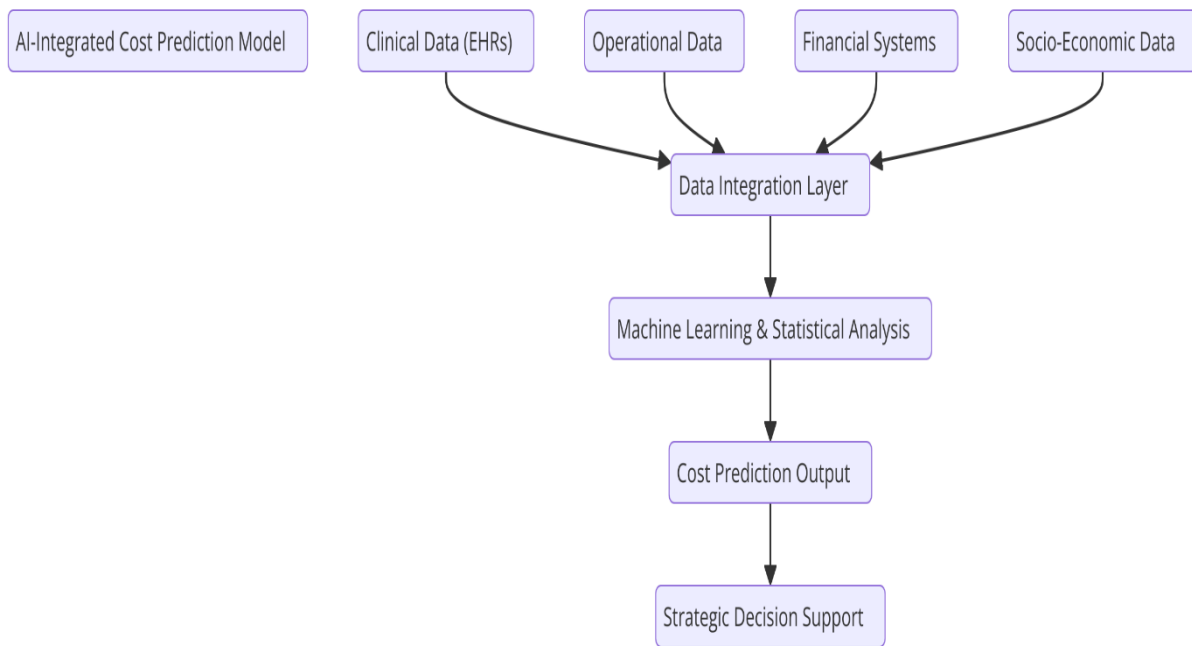 AI-Integrated Cost Prediction Model
Clinical Data (EHRs)
Operational Data
Financial Systems
Socio-Economic Data
Data Integration Layer
Machine Learning & Statistical Analysis
Cost Prediction Output
Strategic Decision Support